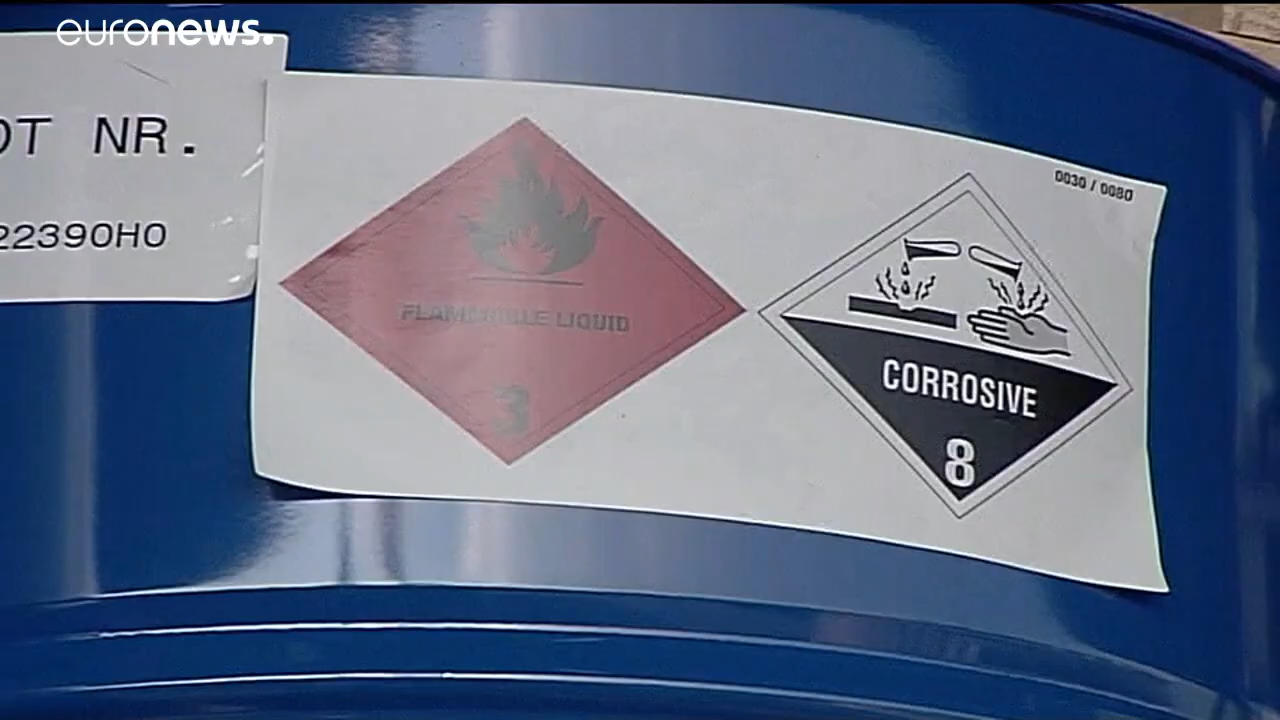 euronews.
OT NR.
22390H0
0030 / 0080
FLAMMABLE LIQUID
3
CORROSIVE
8